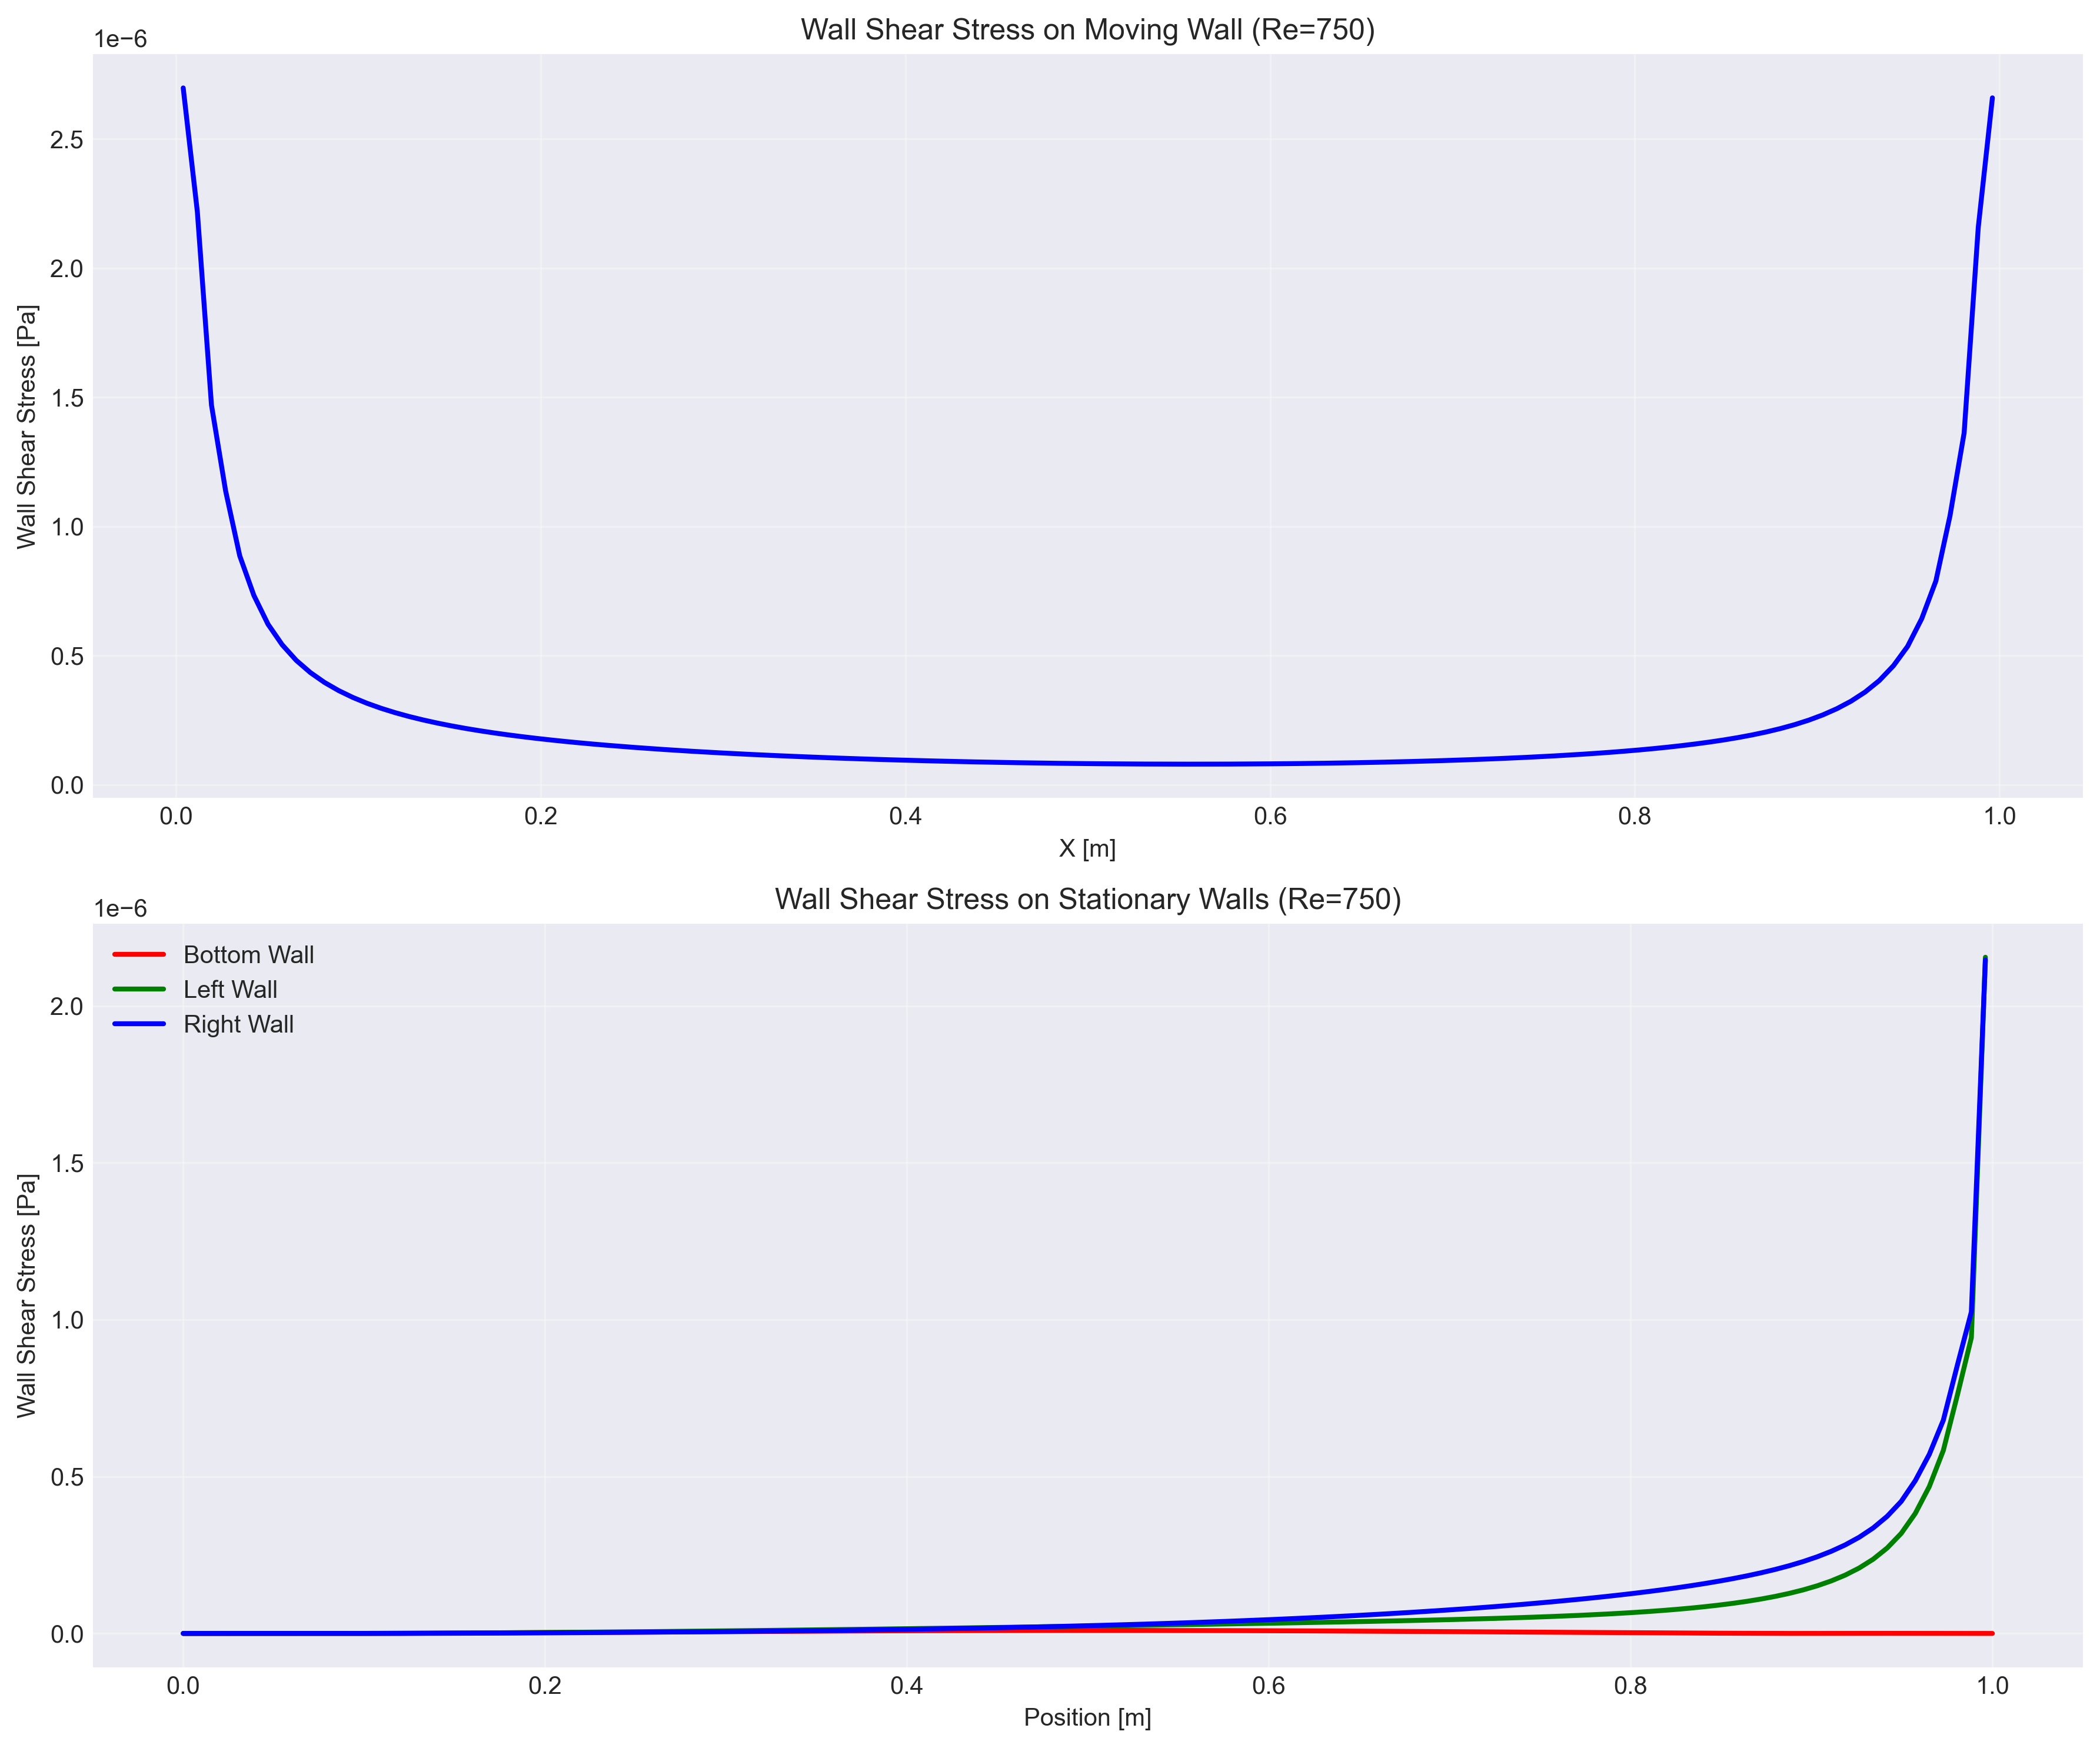 Wall Shear Stress on Moving Wall (Re=750)
1e−6
2.5
2.0
1.5
1.0
0.5
0.0
Wall Shear Stress [Pa]
0.0 0.2 0.4 0.6 0.8 1.0
X [m]
Wall Shear Stress on Stationary Walls (Re=750)
1e−6
Bottom Wall
Left Wall
Right Wall
2.0
1.5
1.0
0.5
0.0
Wall Shear Stress [Pa]
0.0 0.2 0.4 0.6 0.8 1.0
Position [m]